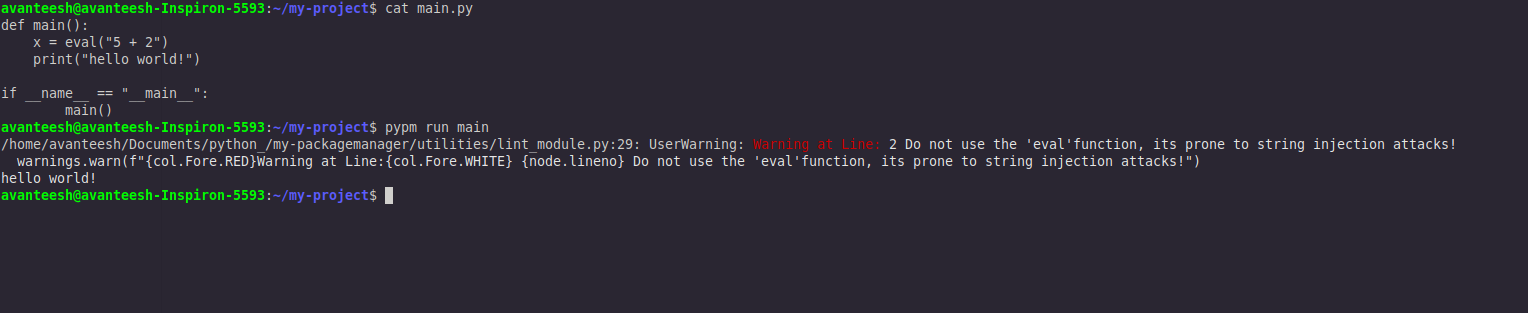 avanteesh@avanteesh-Inspiron-5593:~/my-project$ cat main.py
def main():
    x = eval("5 + 2")
    print("hello world!")

if __name__ == "__main__":
        main()
avanteesh@avanteesh-Inspiron-5593:~/my-project$ pypm run main
/home/avanteesh/Documents/python_/my-packagemanager/utilities/lint_module.py:29: UserWarning: Warning at Line: 2 Do not use the 'eval'function, its prone to string injection attacks!
  warnings.warn(f"{col.Fore.RED}Warning at Line:{col.Fore.WHITE} {node.lineno} Do not use the 'eval'function, its prone to string injection attacks!")
hello world!
avanteesh@avanteesh-Inspiron-5593:~/my-project$